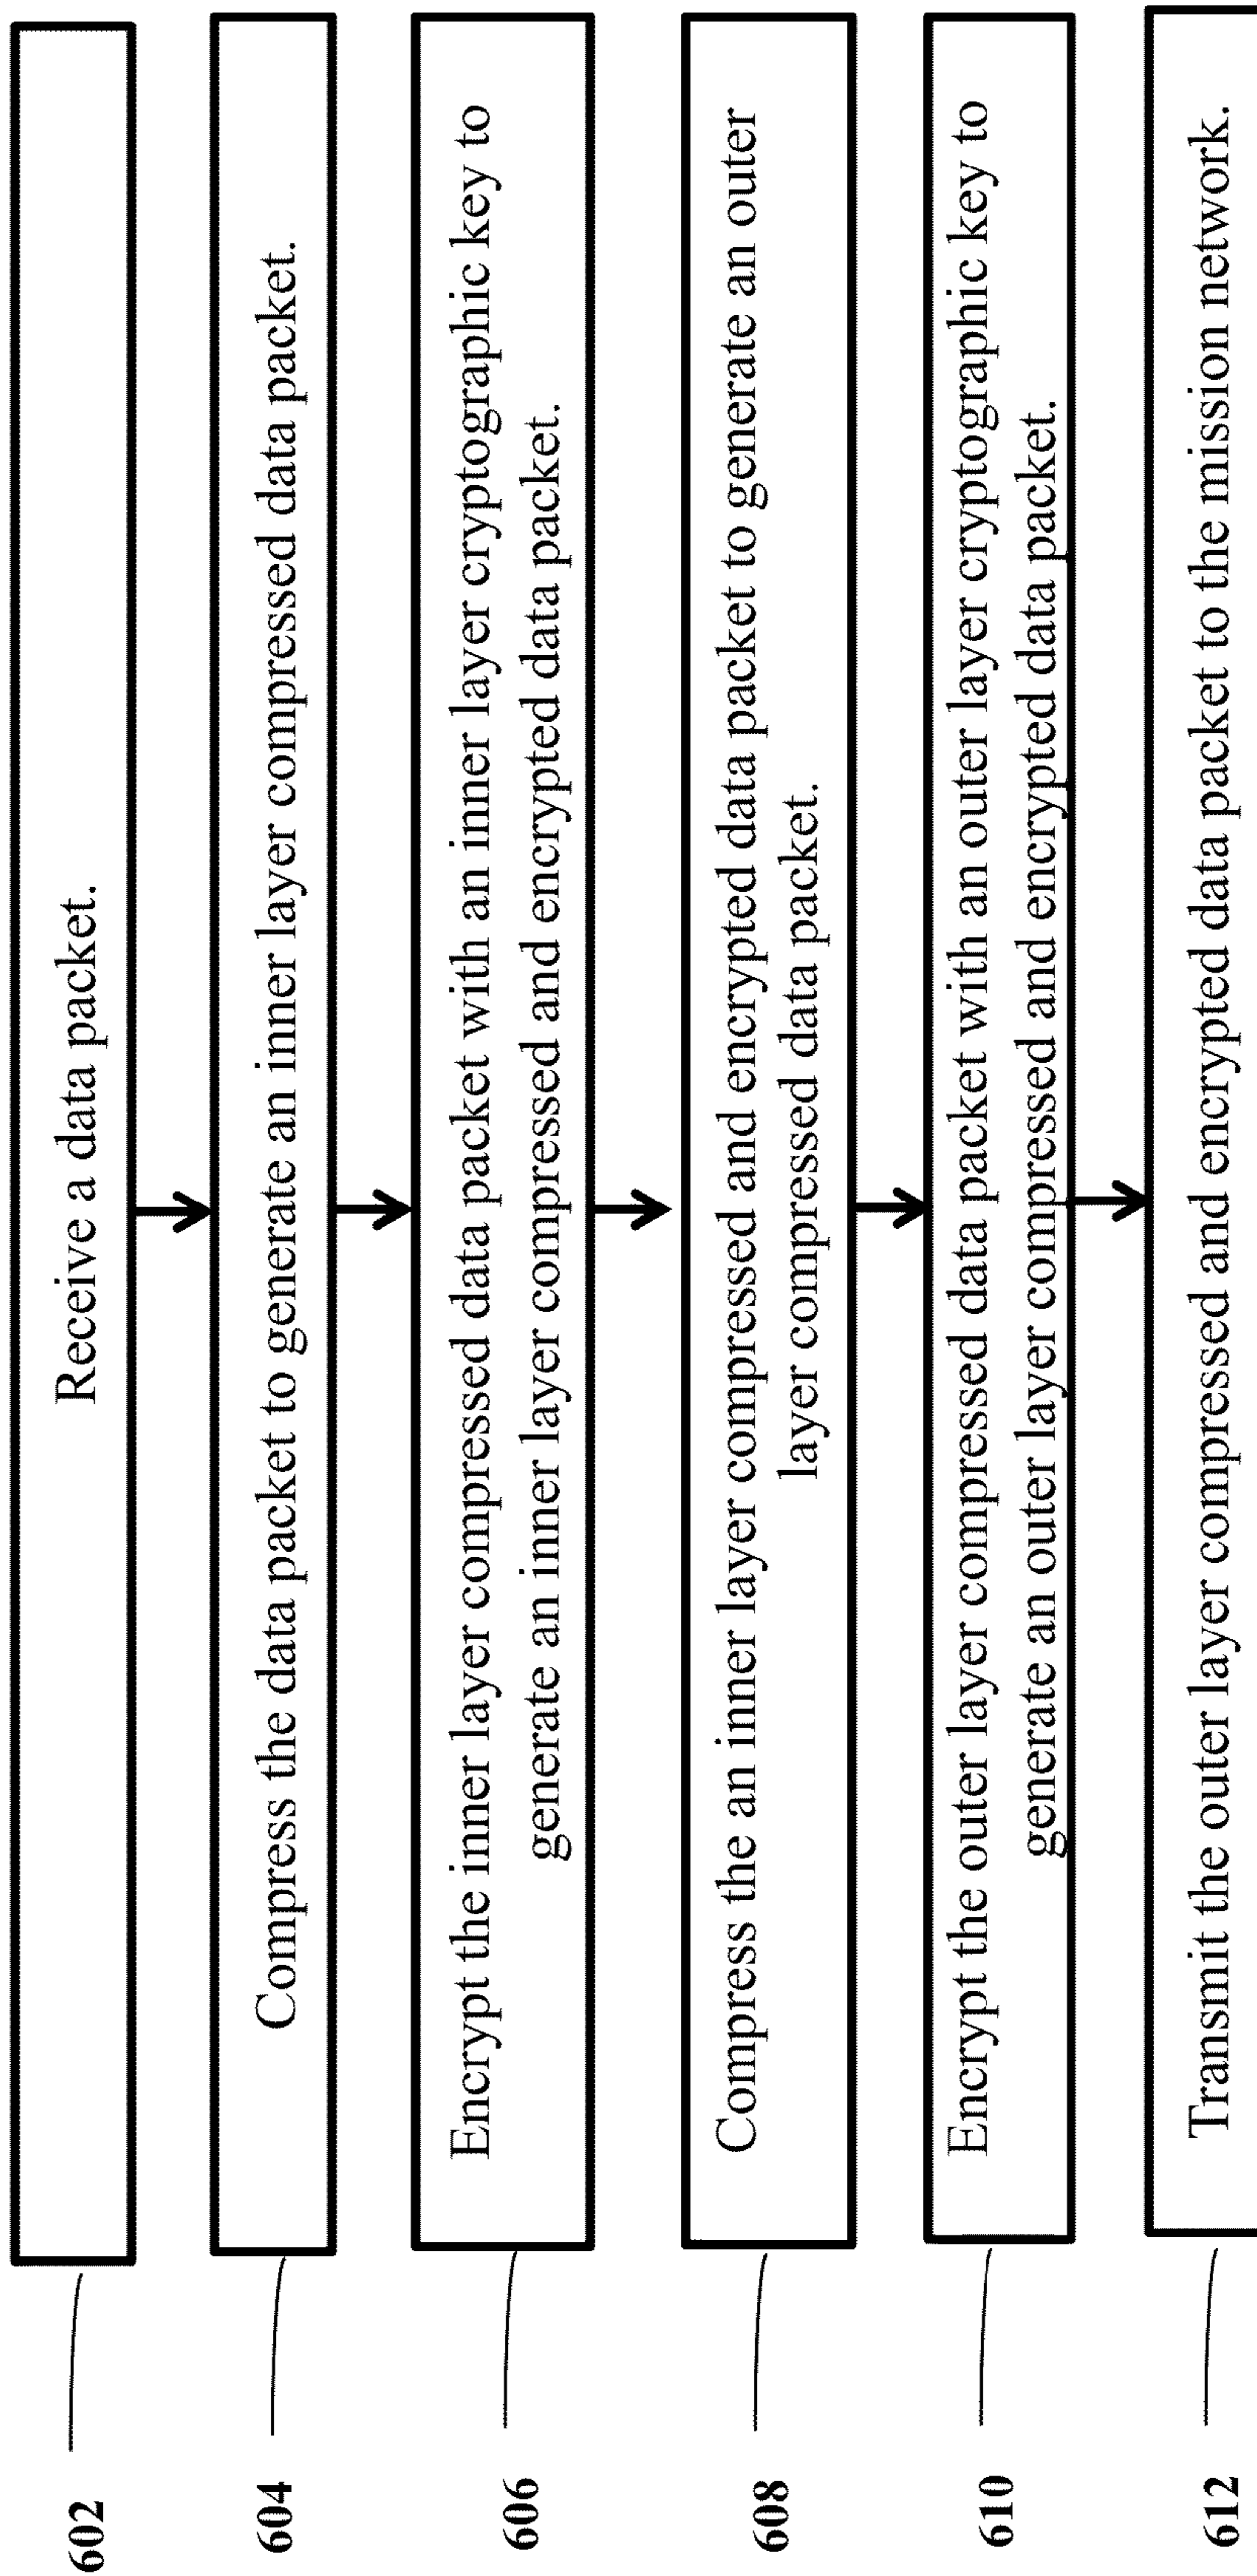 602
Receive a data packet.
604
Compress the data packet to generate an inner layer compressed data packet.
606
Encrypt the inner layer compressed data packet with an inner layer cryptographic key to
generate an inner layer compressed and encrypted data packet.
608
Compress the an inner layer compressed and encrypted data packet to generate an outer
layer compressed data packet.
610
Encrypt the outer layer compressed data packet with an outer layer cryptographic key to
generate an outer layer compressed and encrypted data packet.
612
Transmit the outer layer compressed and encrypted data packet to the mission network.